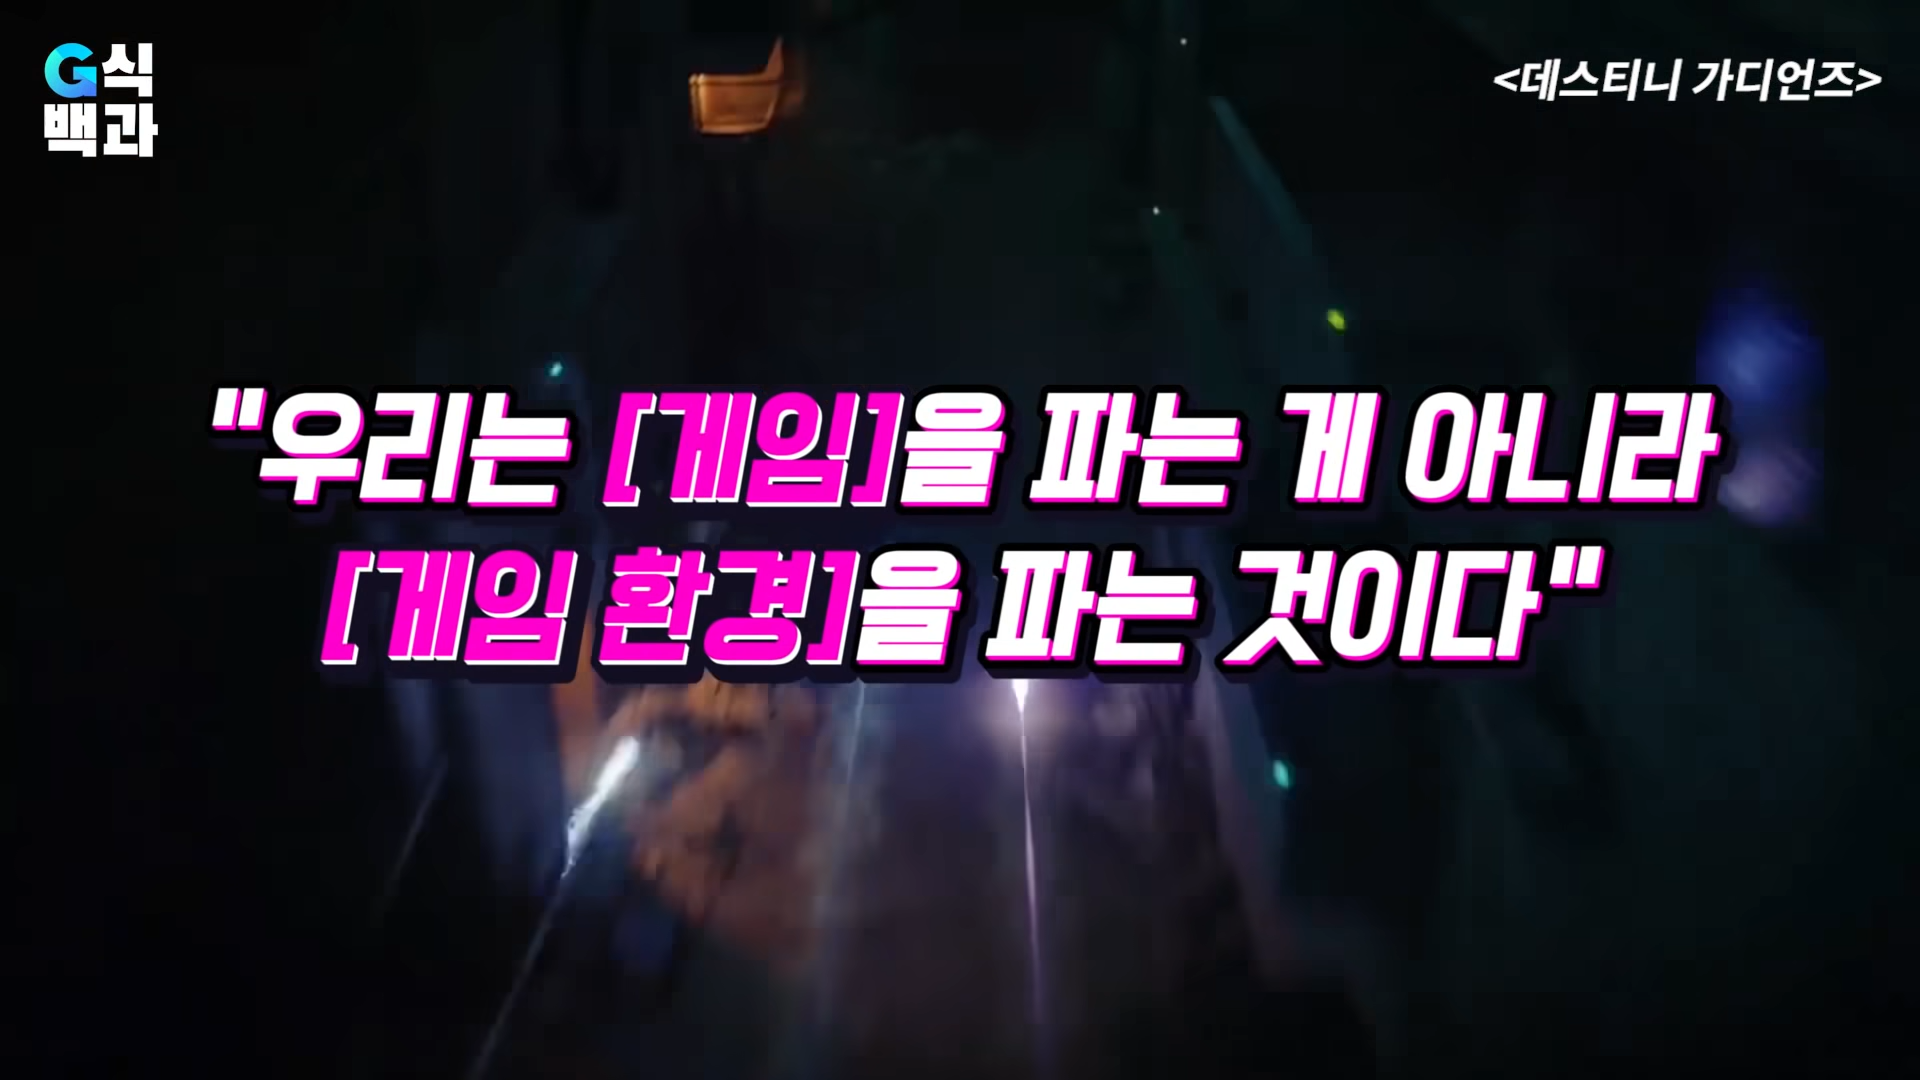 G식
백과
<데스티니 가디언즈>
"우리는 [게임]을 파는 게 아니라
[게임 환경]을 파는 것이다"